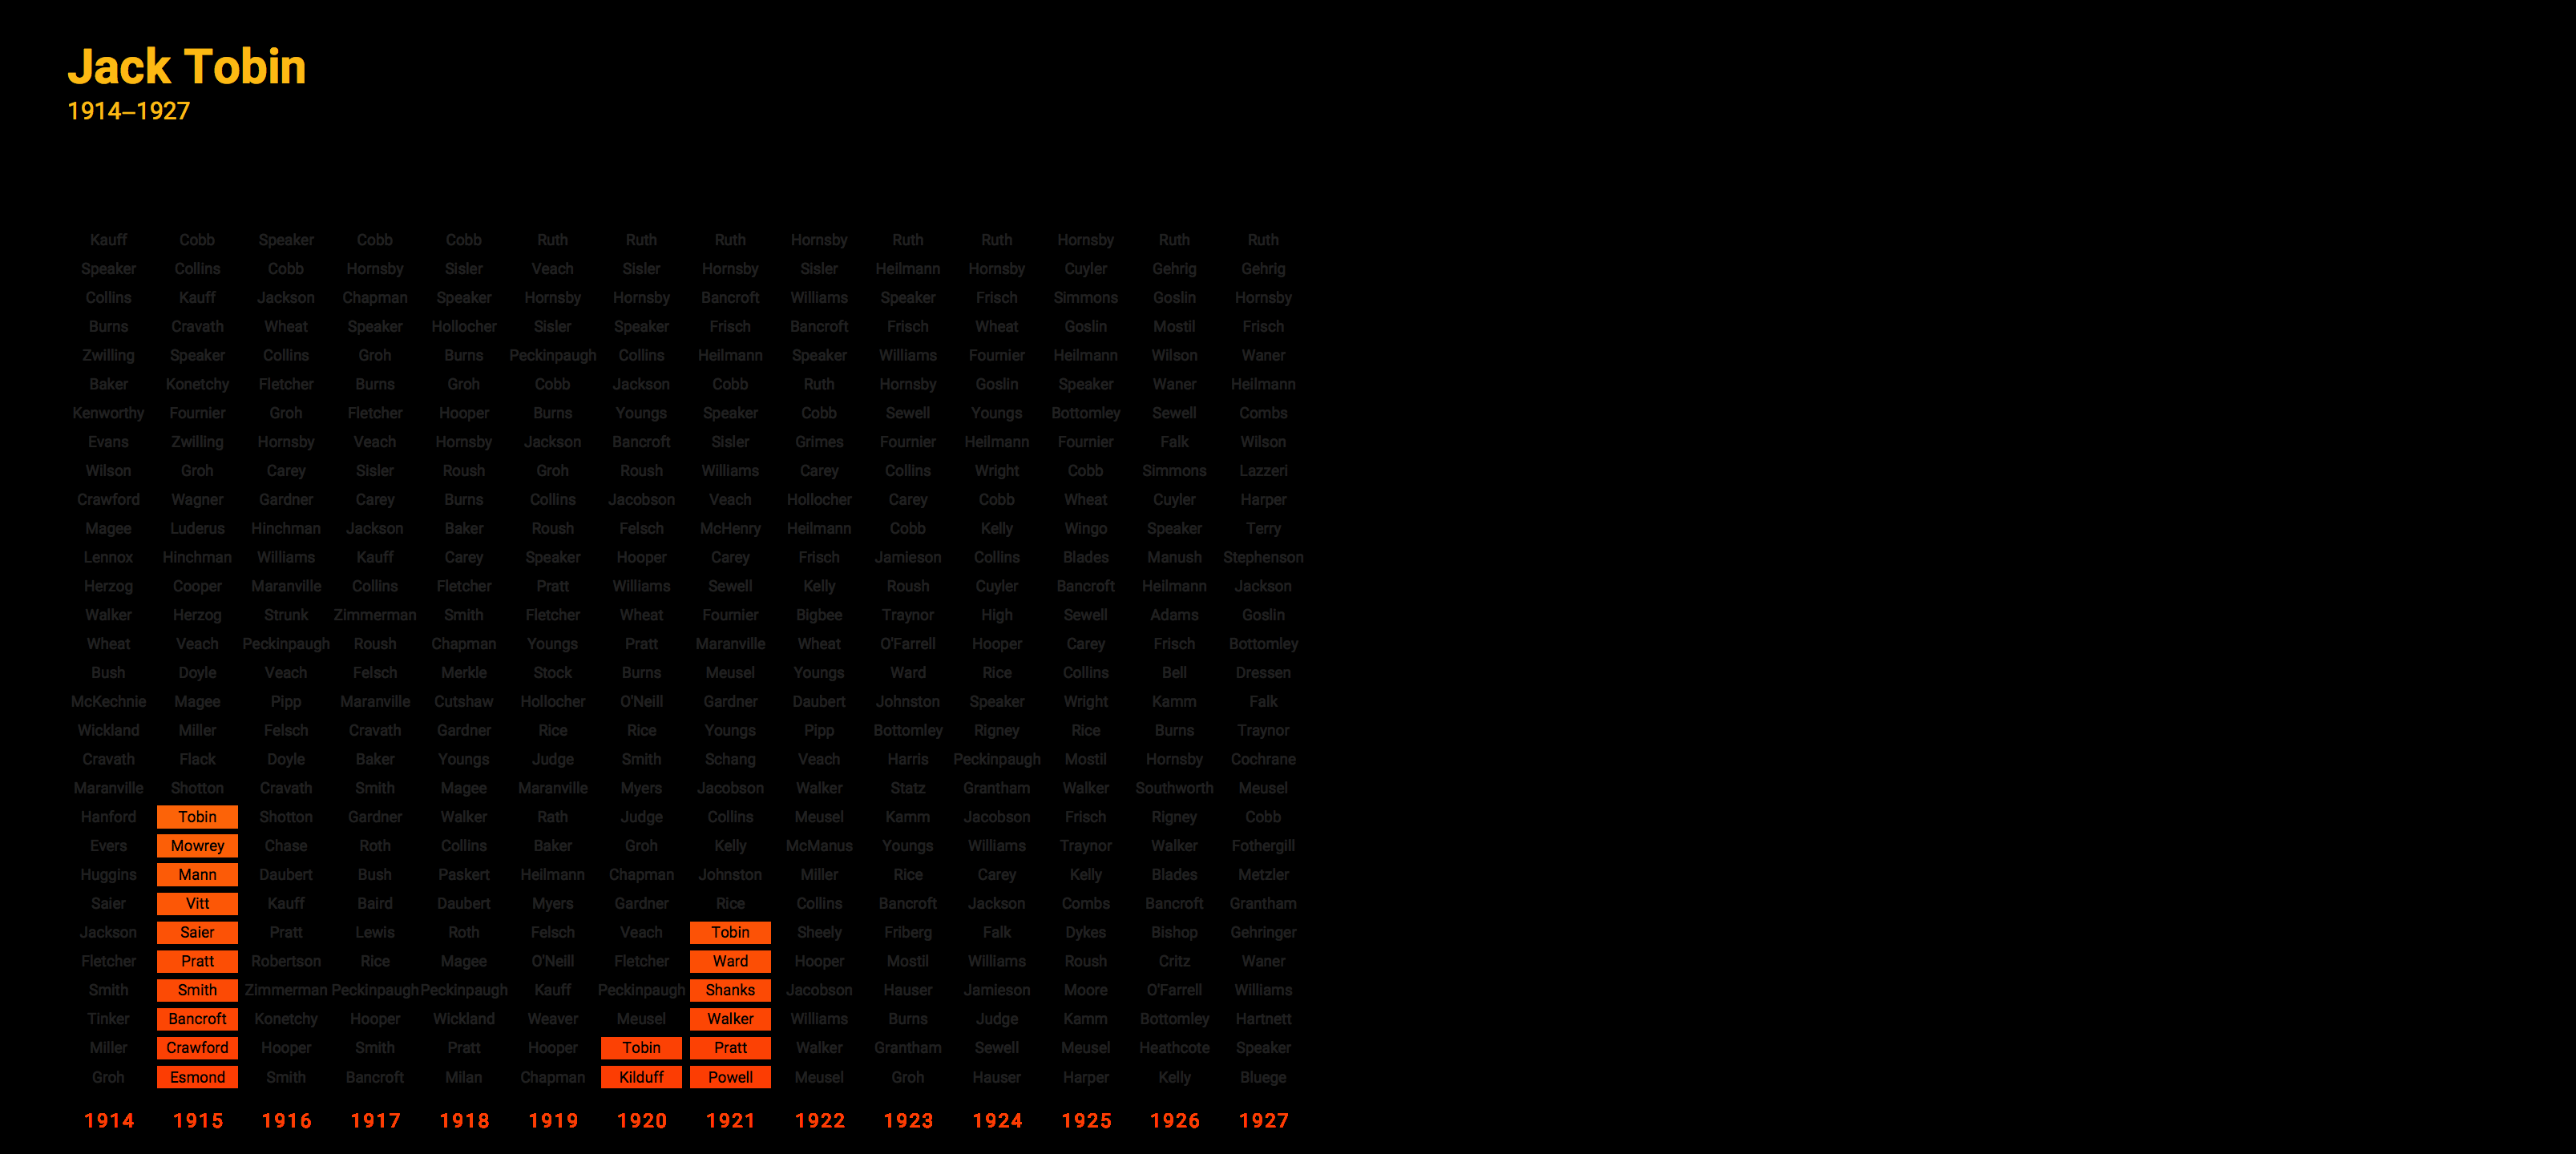 Jack Tobin
1914–1927
Kauff Cobb Speaker Cobb Cobb Ruth Ruth Ruth Hornsby Ruth Ruth Hornsby Ruth Ruth
Speaker Collins Cobb Hornsby Sisler Veach Sisler Hornsby Sisler Heilmann Hornsby Cuyler Gehrig Gehrig
Collins Kauff Jackson Chapman Speaker Hornsby Hornsby Bancroft Williams Speaker Frisch Simmons Goslin Hornsby
Burns Cravath Wheat Speaker Hollocher Sisler Speaker Frisch Bancroft Frisch Wheat Goslin Mostil Frisch
Zwilling Speaker Collins Groh Burns Peckinpaugh Collins Heilmann Speaker Williams Fournier Heilmann Wilson Waner
Baker Konetchy Fletcher Burns Groh Cobb Jackson Cobb Ruth Hornsby Goslin Speaker Waner Heilmann
Kenworthy Fournier Groh Fletcher Hooper Burns Youngs Speaker Cobb Sewell Youngs Bottomley Sewell Combs
Evans Zwilling Hornsby Veach Hornsby Jackson Bancroft Sisler Grimes Fournier Heilmann Fournier Falk Wilson
Wilson Groh Carey Sisler Roush Groh Roush Williams Carey Collins Wright Cobb Simmons Lazzeri
Crawford Wagner Gardner Carey Burns Collins Jacobson Veach Hollocher Carey Cobb Wheat Cuyler Harper
Magee Luderus Hinchman Jackson Baker Roush Felsch McHenry Heilmann Cobb Kelly Wingo Speaker Terry
Lennox Hinchman Williams Kauff Carey Speaker Hooper Carey Frisch Jamieson Collins Blades Manush Stephenson
Herzog Cooper Maranville Collins Fletcher Pratt Williams Sewell Kelly Roush Cuyler Bancroft Heilmann Jackson
Walker Herzog Strunk Zimmerman Smith Fletcher Wheat Fournier Bigbee Traynor High Sewell Adams Goslin
Wheat Veach Peckinpaugh Roush Chapman Youngs Pratt Maranville Wheat O'Farrell Hooper Carey Frisch Bottomley
Bush Doyle Veach Felsch Merkle Stock Burns Meusel Youngs Ward Rice Collins Bell Dressen
McKechnie Magee Pipp Maranville Cutshaw Hollocher O'Neill Gardner Daubert Johnston Speaker Wright Kamm Falk
Wickland Miller Felsch Cravath Gardner Rice Rice Youngs Pipp Bottomley Rigney Rice Burns Traynor
Cravath Flack Doyle Baker Youngs Judge Smith Schang Veach Harris Peckinpaugh Mostil Hornsby Cochrane
Maranville Shotton Cravath Smith Magee Maranville Myers Jacobson Walker Statz Grantham Walker Southworth Meusel
Hanford Tobin Shotton Gardner Walker Rath Judge Collins Meusel Kamm Jacobson Frisch Rigney Cobb
Evers Mowrey Chase Roth Collins Baker Groh Kelly McManus Youngs Williams Traynor Walker Fothergill
Huggins Mann Daubert Bush Paskert Heilmann Chapman Johnston Miller Rice Carey Kelly Blades Metzler
Saier Vitt Kauff Baird Daubert Myers Gardner Rice Collins Bancroft Jackson Combs Bancroft Grantham
Jackson Saier Pratt Lewis Roth Felsch Veach Tobin Sheely Friberg Falk Dykes Bishop Gehringer
Fletcher Pratt Robertson Rice Magee O'Neill Fletcher Ward Hooper Mostil Williams Roush Critz Waner
Smith Smith Zimmerman Peckinpaugh Peckinpaugh Kauff Peckinpaugh Shanks Jacobson Hauser Jamieson Moore O'Farrell Williams
Tinker Bancroft Konetchy Hooper Wickland Weaver Meusel Walker Williams Burns Judge Kamm Bottomley Hartnett
Miller Crawford Hooper Smith Pratt Hooper Tobin Pratt Walker Grantham Sewell Meusel Heathcote Speaker
Groh Esmond Smith Bancroft Milan Chapman Kilduff Powell Meusel Groh Hauser Harper Kelly Bluege
1914 1915 1916 1917 1918 1919 1920 1921 1922 1923 1924 1925 1926 1927